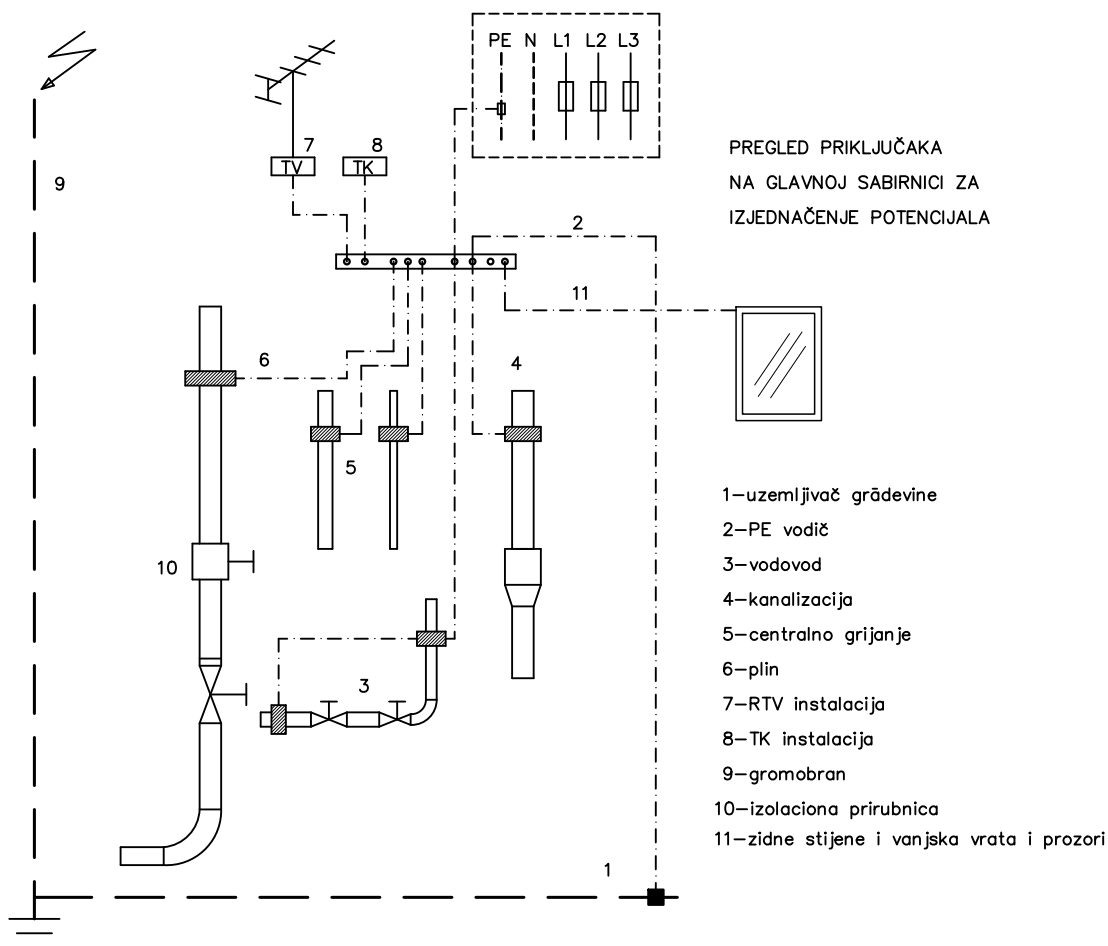 PE N L1 L2 L3
7 8
TV TK
9
PREGLED PRIKLJUČAKA
NA GLAVNOJ SABIRNICI ZA
IZJEDNAČENJE POTENCIJALA
2
11
6
4
5
10
3
1
1-uzemljivač grādevine
2-PE vodič
3-vodovod
4-kanalizacija
5-centralno grijanje
6-plin
7-RTV instalacija
8-TK instalacija
9-gromobran
10-izolaciona prirubnica
11-zidne stijene i vanjska vrata i prozori